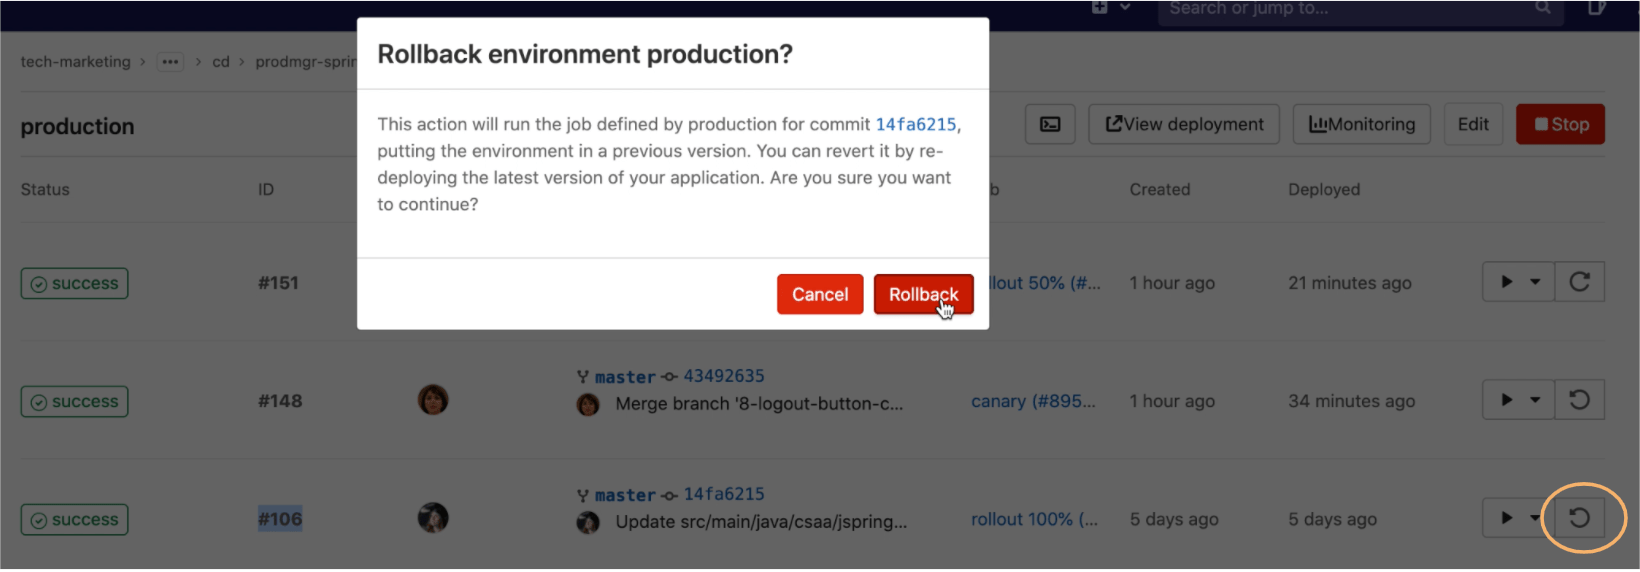 Search or jump to...
tech-marketing > ... > cd > prodmgr-sprin
Rollback environment production?
This action will run the job defined by production for commit 14fa6215,
putting the environment in a previous version. You can revert it by re-
deploying the latest version of your application. Are you sure you want
to continue?
Cancel Rollback
production View deployment Monitoring Edit Stop
Status ID b Created Deployed
success #151 llout 50% (#... 1 hour ago 21 minutes ago
master 43492635
success #148 Merge branch '8-logout-button-c... canary (#895... 1 hour ago 34 minutes ago
master 14fa6215
success #106 Update src/main/java/csaa/jspring... rollout 100% (... 5 days ago 5 days ago